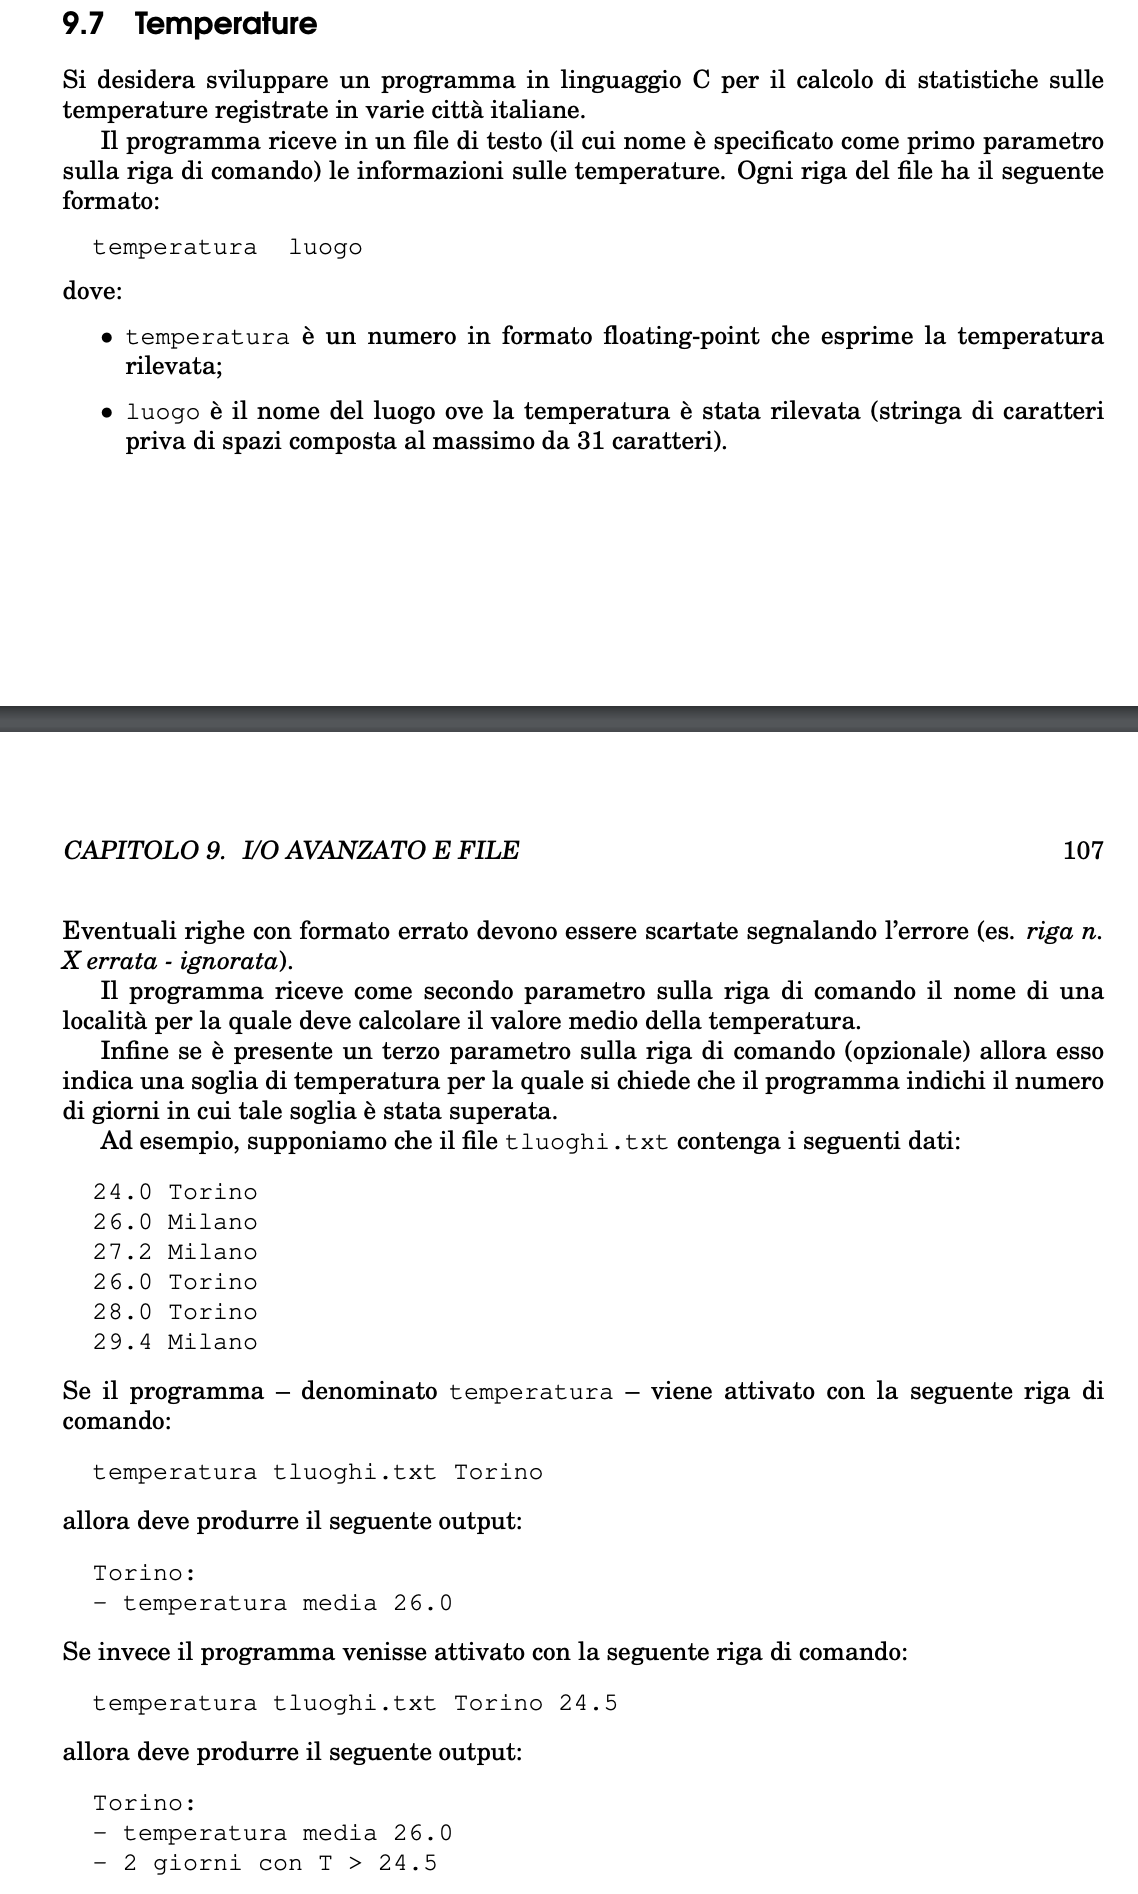 9.7 Temperature
Si desidera sviluppare un programma in linguaggio C per il calcolo di statistiche sulle
temperature registrate in varie città italiane.
Il programma riceve in un file di testo (il cui nome è specificato come primo parametro
sulla riga di comando) le informazioni sulle temperature. Ogni riga del file ha il seguente
formato:
temperatura luogo
dove:
• temperatura è un numero in formato floating-point che esprime la temperatura
rilevata;
• luogo è il nome del luogo ove la temperatura è stata rilevata (stringa di caratteri
priva di spazi composta al massimo da 31 caratteri).
CAPITOLO 9. I/O AVANZATO E FILE 107
Eventuali righe con formato errato devono essere scartate segnalando l'errore (es. riga n.
X errata - ignorata).
Il programma riceve come secondo parametro sulla riga di comando il nome di una
località per la quale deve calcolare il valore medio della temperatura.
Infine se è presente un terzo parametro sulla riga di comando (opzionale) allora esso
indica una soglia di temperatura per la quale si chiede che il programma indichi il numero
di giorni in cui tale soglia è stata superata.
Ad esempio, supponiamo che il file tluoghi.txt contenga i seguenti dati:
24.0 Torino
26.0 Milano
27.2 Milano
26.0 Torino
28.0 Torino
29.4 Milano
Se il programma – denominato temperatura – viene attivato con la seguente riga di
comando:
temperatura tluoghi.txt Torino
allora deve produrre il seguente output:
Torino:
- temperatura media 26.0
Se invece il programma venisse attivato con la seguente riga di comando:
temperatura tluoghi.txt Torino 24.5
allora deve produrre il seguente output:
Torino:
- temperatura media 26.0
- 2 giorni con T > 24.5